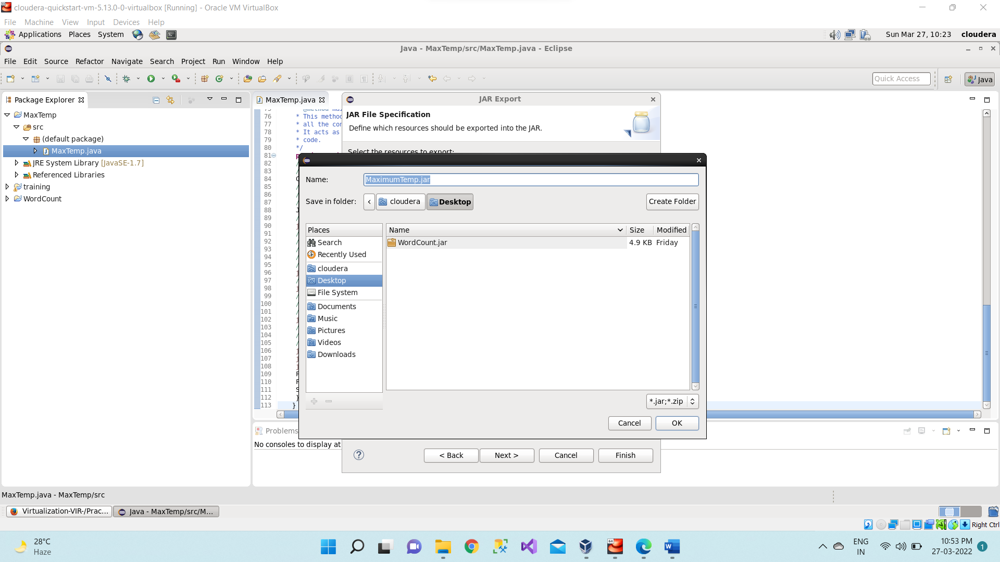 cloudera-quickstart-vm-5.13.0-0-virtualbox [Running] - Oracle VM VirtualBox
File Machine View Input Devices Help
Applications Places System
Sun Mar 27, 10:23 cloudera
Java - MaxTemp/src/MaxTemp.java - Eclipse
File Edit Source Refactor Navigate Search Project Run Window Help
Quick Access
Java
Package Explorer
MaxTemp
src
(default package)
MaxTemp.java
JRE System Library [JavaSE-1.7]
Referenced Libraries
training
WordCount
MaxTemp.java
76 * This metho
77 * all the co
78 * It acts as
79 * code.
80 */
81
82
83
84
85
86
87
88
89
90
91
92
93
94
95
96
97
98
99
100
101
102
103
104
105
106
107
108
109
110
111
112 }
113 }
JAR Export
JAR File Specification
Define which resources should be exported into the JAR.
Select the resources to export:
Name: MaximumTemp.jar
Save in folder: < cloudera Desktop Create Folder
Places
Search
Recently Used
cloudera
Desktop
File System
Documents
Music
Pictures
Videos
Downloads
Name Size Modified
WordCount.jar 4.9 KB Friday
*.jar;*.zip
Cancel OK
< Back Next > Cancel Finish
Problems
No consoles to display at
MaxTemp.java - MaxTemp/src
Virtualization-VIR-/Prac...
Java - MaxTemp/src/M...
Right Ctrl
28°C
Haze
64
ENG
IN
10:53 PM
27-03-2022
1